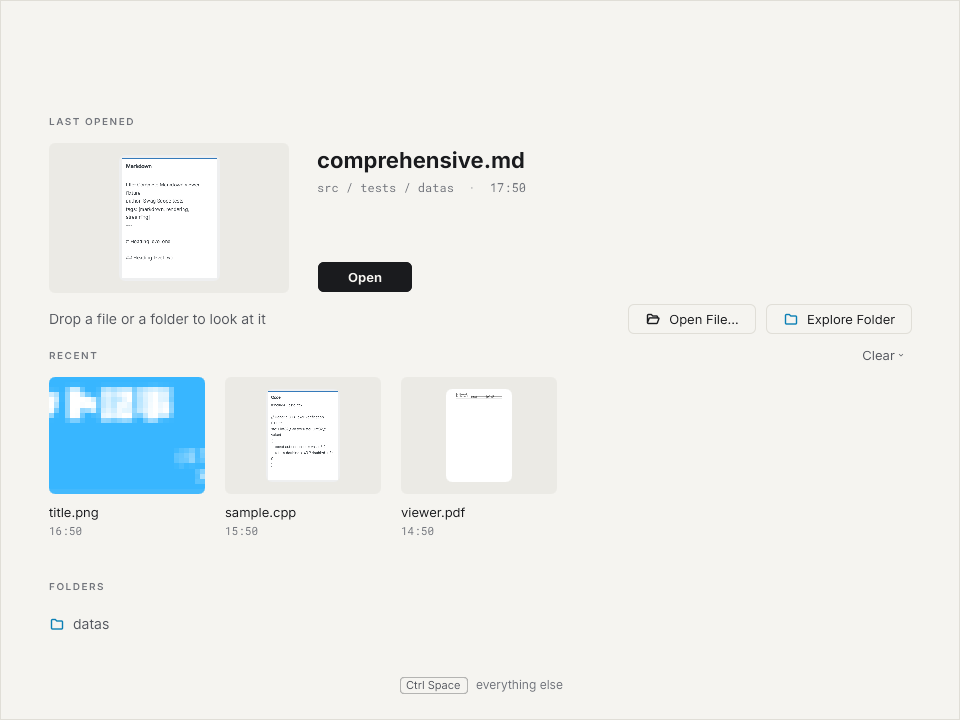 LAST OPENED
Markdown
comprehensive.md
src / tests / datas · 17:50
Open
Drop a file or a folder to look at it
Open File...
Explore Folder
RECENT
Clear
Code
title.png
sample.cpp
viewer.pdf
16:50
15:50
14:50
FOLDERS
datas
Ctrl Space everything else